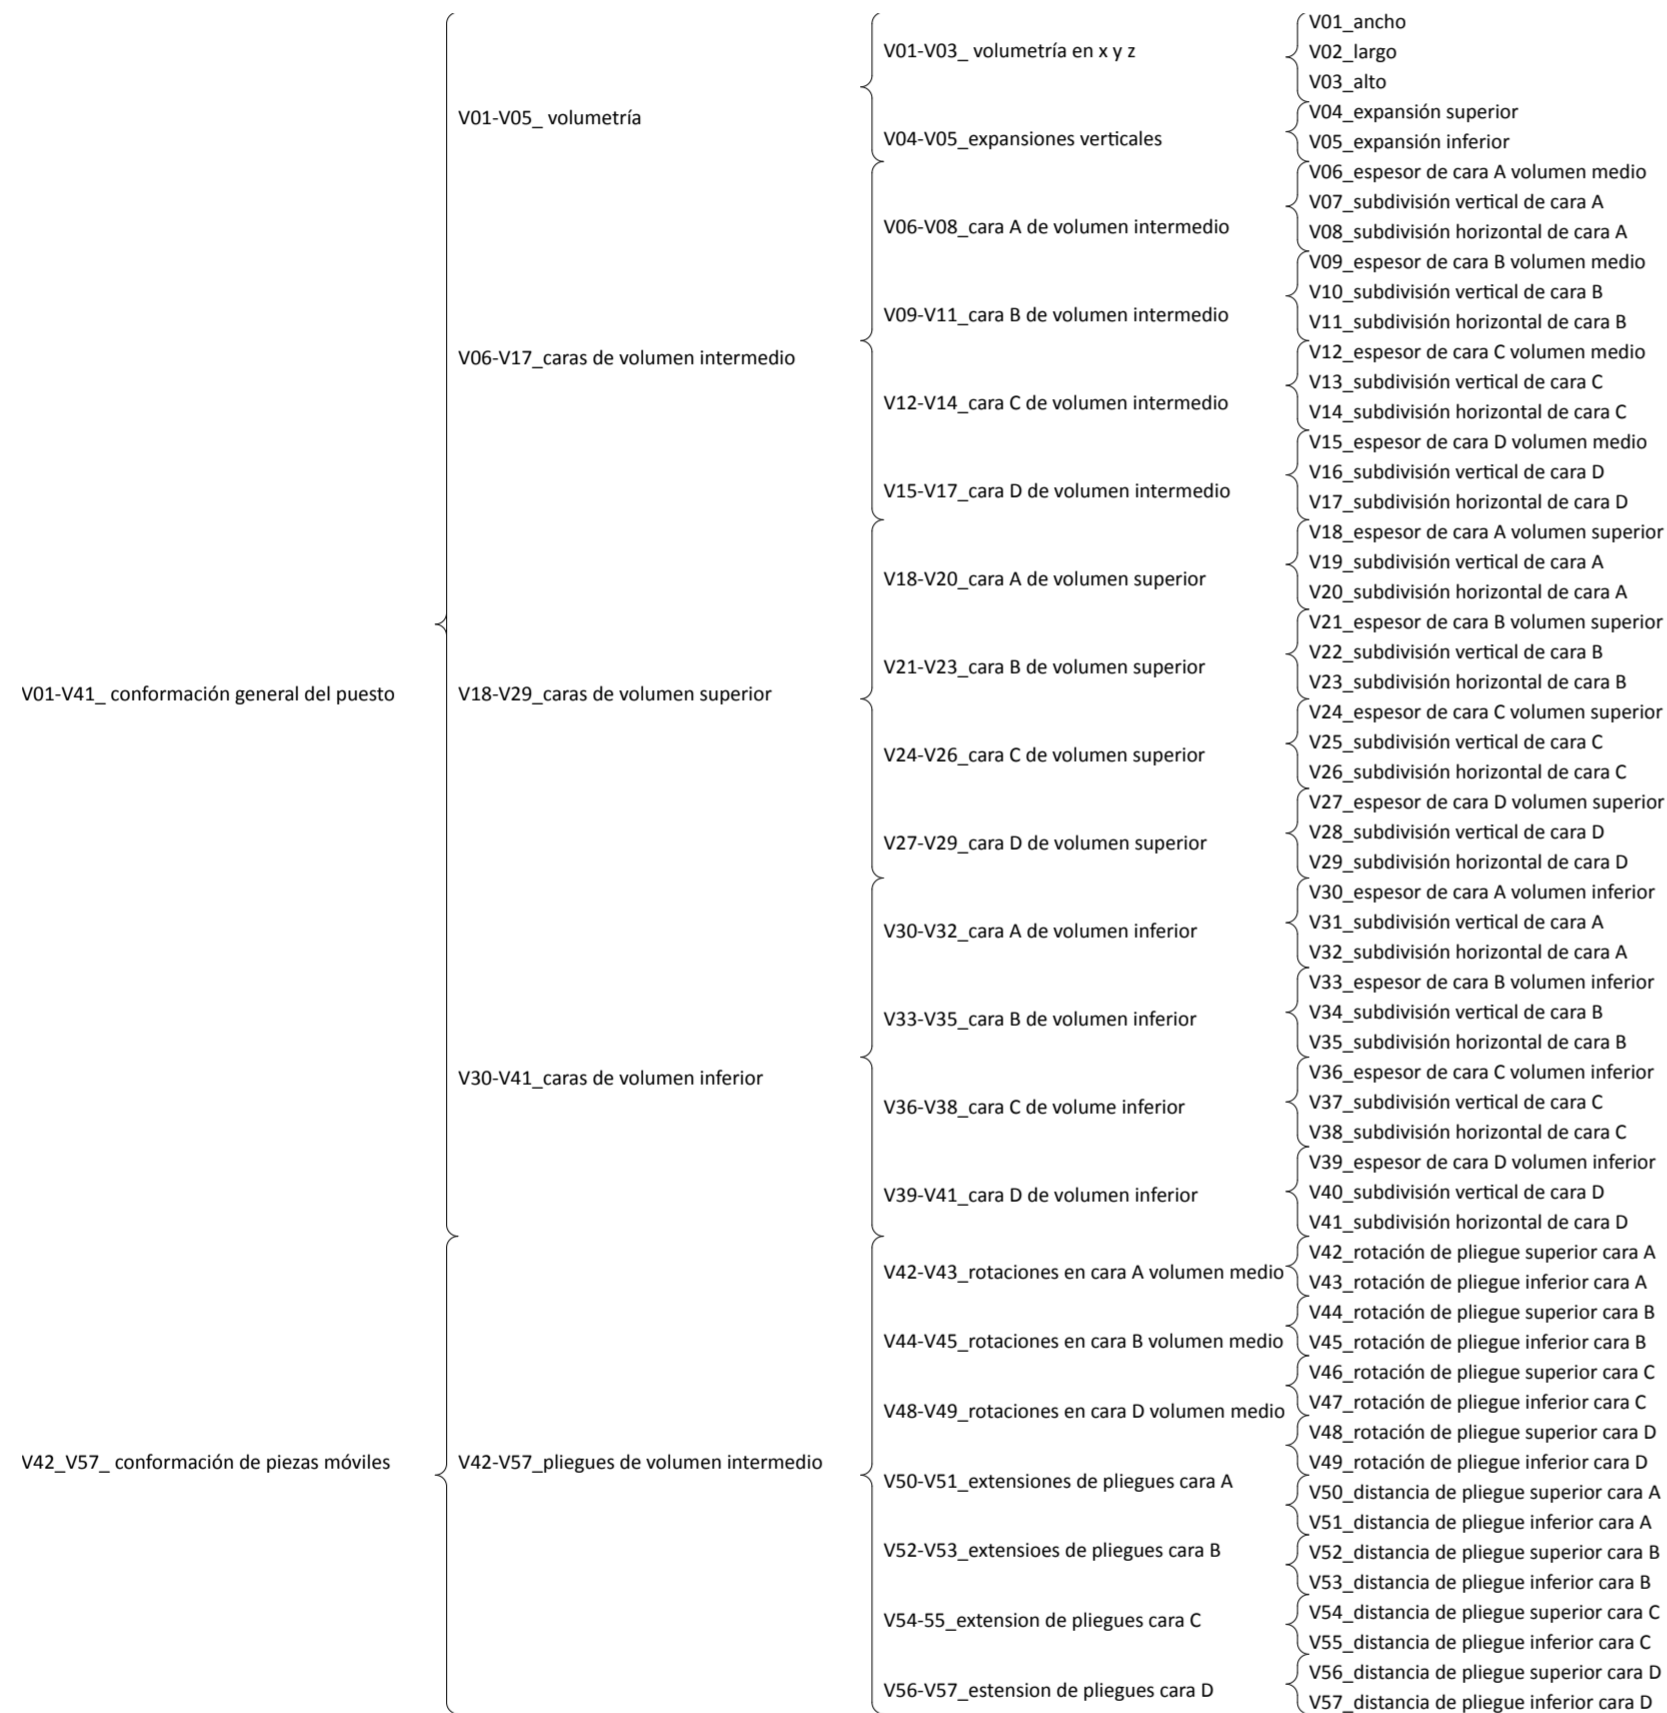 V01-V41_ conformación general del puesto
V42_V57_ conformación de piezas móviles
V01-V05_ volumetría
V06-V17_caras de volumen intermedio
V18-V29_caras de volumen superior
V30-V41_caras de volumen inferior
V42-V57_pliegues de volumen intermedio
V01-V03_ volumetría en x y z
V04-V05_expansiones verticales
V06-V08_cara A de volumen intermedio
V09-V11_cara B de volumen intermedio
V12-V14_cara C de volumen intermedio
V15-V17_cara D de volumen intermedio
V18-V20_cara A de volumen superior
V21-V23_cara B de volumen superior
V24-V26_cara C de volumen superior
V27-V29_cara D de volumen superior
V30-V32_cara A de volumen inferior
V33-V35_cara B de volumen inferior
V36-V38_cara C de volume inferior
V39-V41_cara D de volumen inferior
V42-V43_rotaciones en cara A volumen medio
V44-V45_rotaciones en cara B volumen medio
V48-V49_rotaciones en cara D volumen medio
V50-V51_extensiones de pliegues cara A
V52-V53_extensioes de pliegues cara B
V54-55_extension de pliegues cara C
V56-V57_estension de pliegues cara D
V01_ancho
V02_largo
V03_alto
V04_expansión superior
V05_expansión inferior
V06_espesor de cara A volumen medio
V07_subdivisión vertical de cara A
V08_subdivisión horizontal de cara A
V09_espesor de cara B volumen medio
V10_subdivisión vertical de cara B
V11_subdivisión horizontal de cara B
V12_espesor de cara C volumen medio
V13_subdivisión vertical de cara C
V14_subdivisión horizontal de cara C
V15_espesor de cara D volumen medio
V16_subdivisión vertical de cara D
V17_subdivisión horizontal de cara D
V18_espesor de cara A volumen superior
V19_subdivisión vertical de cara A
V20_subdivisión horizontal de cara A
V21_espesor de cara B volumen superior
V22_subdivisión vertical de cara B
V23_subdivisión horizontal de cara B
V24_espesor de cara C volumen superior
V25_subdivisión vertical de cara C
V26_subdivisión horizontal de cara C
V27_espesor de cara D volumen superior
V28_subdivisión vertical de cara D
V29_subdivisión horizontal de cara D
V30_espesor de cara A volumen inferior
V31_subdivisión vertical de cara A
V32_subdivisión horizontal de cara A
V33_espesor de cara B volumen inferior
V34_subdivisión vertical de cara B
V35_subdivisión horizontal de cara B
V36_espesor de cara C volumen inferior
V37_subdivisión vertical de cara C
V38_subdivisión horizontal de cara C
V39_espesor de cara D volumen inferior
V40_subdivisión vertical de cara D
V41_subdivisión horizontal de cara D
V42_rotación de pliegue superior cara A
V43_rotación de pliegue inferior cara A
V44_rotación de pliegue superior cara B
V45_rotación de pliegue inferior cara B
V46_rotación de pliegue superior cara C
V47_rotación de pliegue inferior cara C
V48_rotación de pliegue superior cara D
V49_rotación de pliegue inferior cara D
V50_distancia de pliegue superior cara A
V51_distancia de pliegue inferior cara A
V52_distancia de pliegue superior cara B
V53_distancia de pliegue inferior cara B
V54_distancia de pliegue superior cara C
V55_distancia de pliegue inferior cara C
V56_distancia de pliegue superior cara D
V57_distancia de pliegue inferior cara D